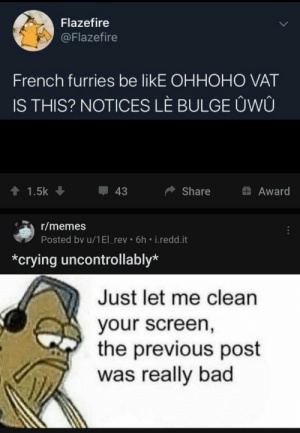 Flazefire
@Flazefire
French furries be likE OHHOHO VAT
IS THIS? NOTICES LÈ BULGE ÛWÛ
1.5k 43 Share Award
r/memes
Posted by u/1El_rev • 6h • i.redd.it
*crying uncontrollably*
Just let me clean
your screen,
the previous post
was really bad